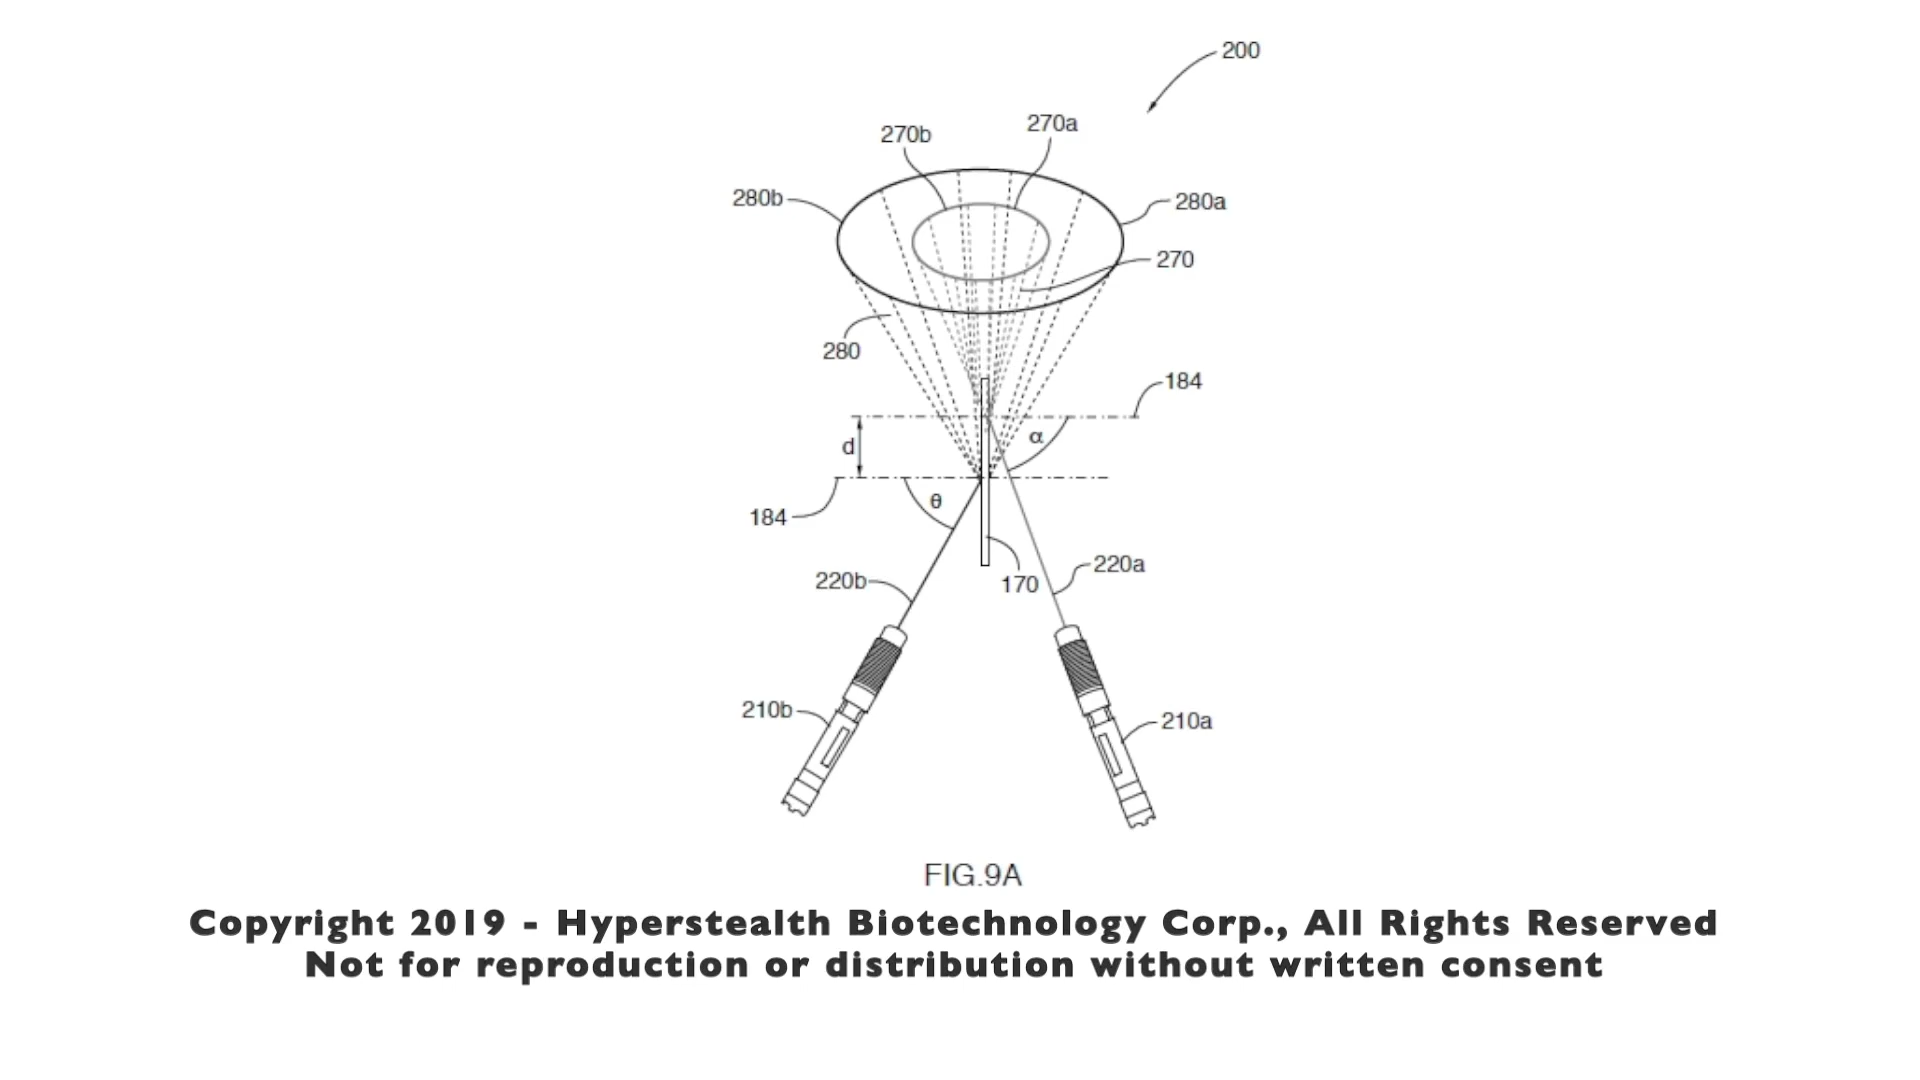 200
270a
270b
280b
280a
270
280
184
α
d
θ
184
220a
220b
170
210b
210a
FIG.9A
Copyright 2019 - Hyperstealth Biotechnology Corp., All Rights Reserved
Not for reproduction or distribution without written consent